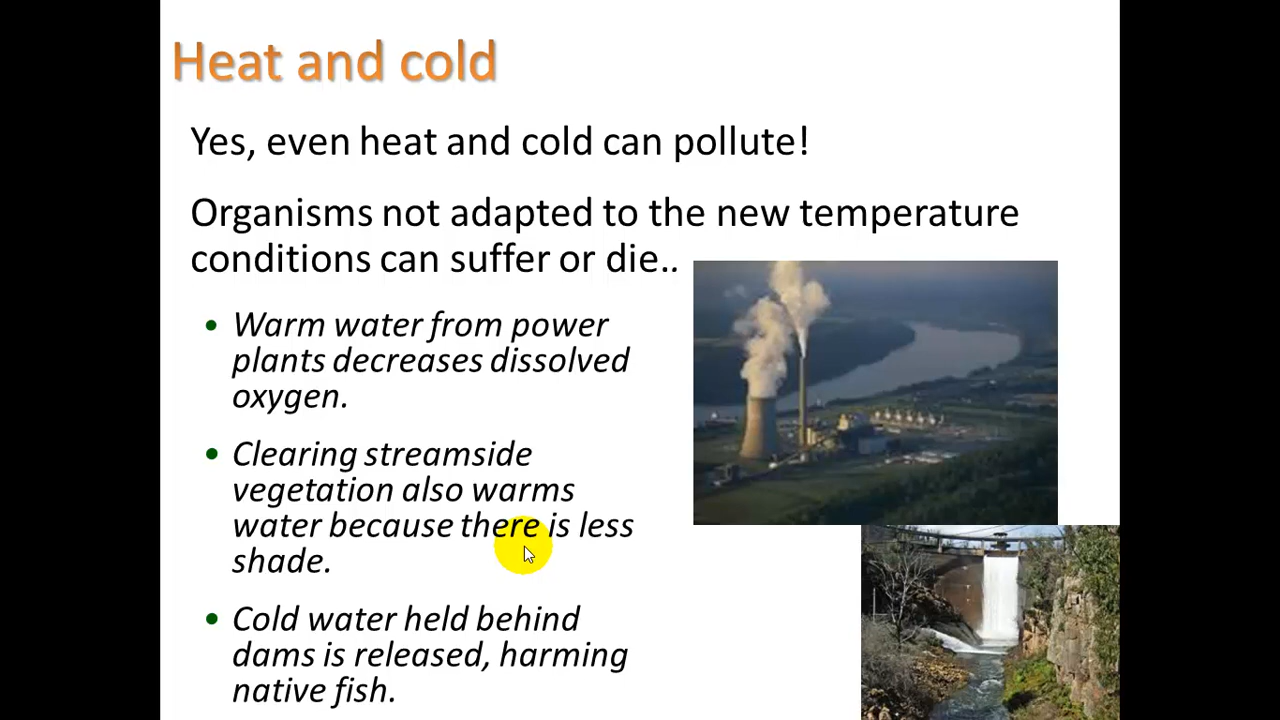 Heat and cold
Yes, even heat and cold can pollute!
Organisms not adapted to the new temperature
conditions can suffer or die..
• Warm water from power
plants decreases dissolved
oxygen.
• Clearing streamside
vegetation also warms
water because there is less
shade.
• Cold water held behind
dams is released, harming
native fish.